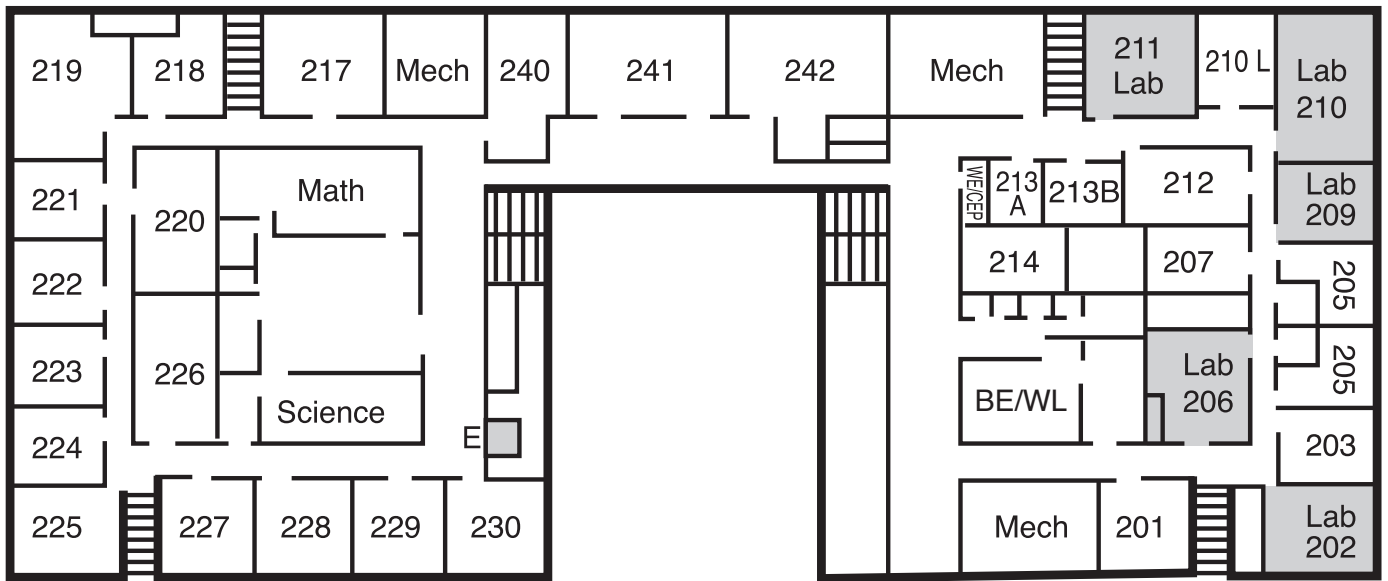 219
218
217
Mech
240
241
242
Mech
211
Lab
210 L
Lab
210
221
220
Math
WE/CEP
213
A
213B
212
Lab
209
222
214
207
205
223
226
Science
BE/WL
Lab
206
205
224
E
203
225
227
228
229
230
Mech
201
Lab
202